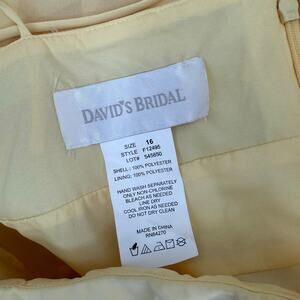 DAVID'S BRIDAL
SIZE 16
STYLE F12495
LOT# S45650
SHELL: 100% POLYESTER
LINING: 100% POLYESTER
HAND WASH SEPARATELY
ONLY NON-CHLORINE
BLEACH AS NEEDED
LINE DRY
COOL IRON AS NEEDED
DO NOT DRY CLEAN
MADE IN CHINA
RN84270